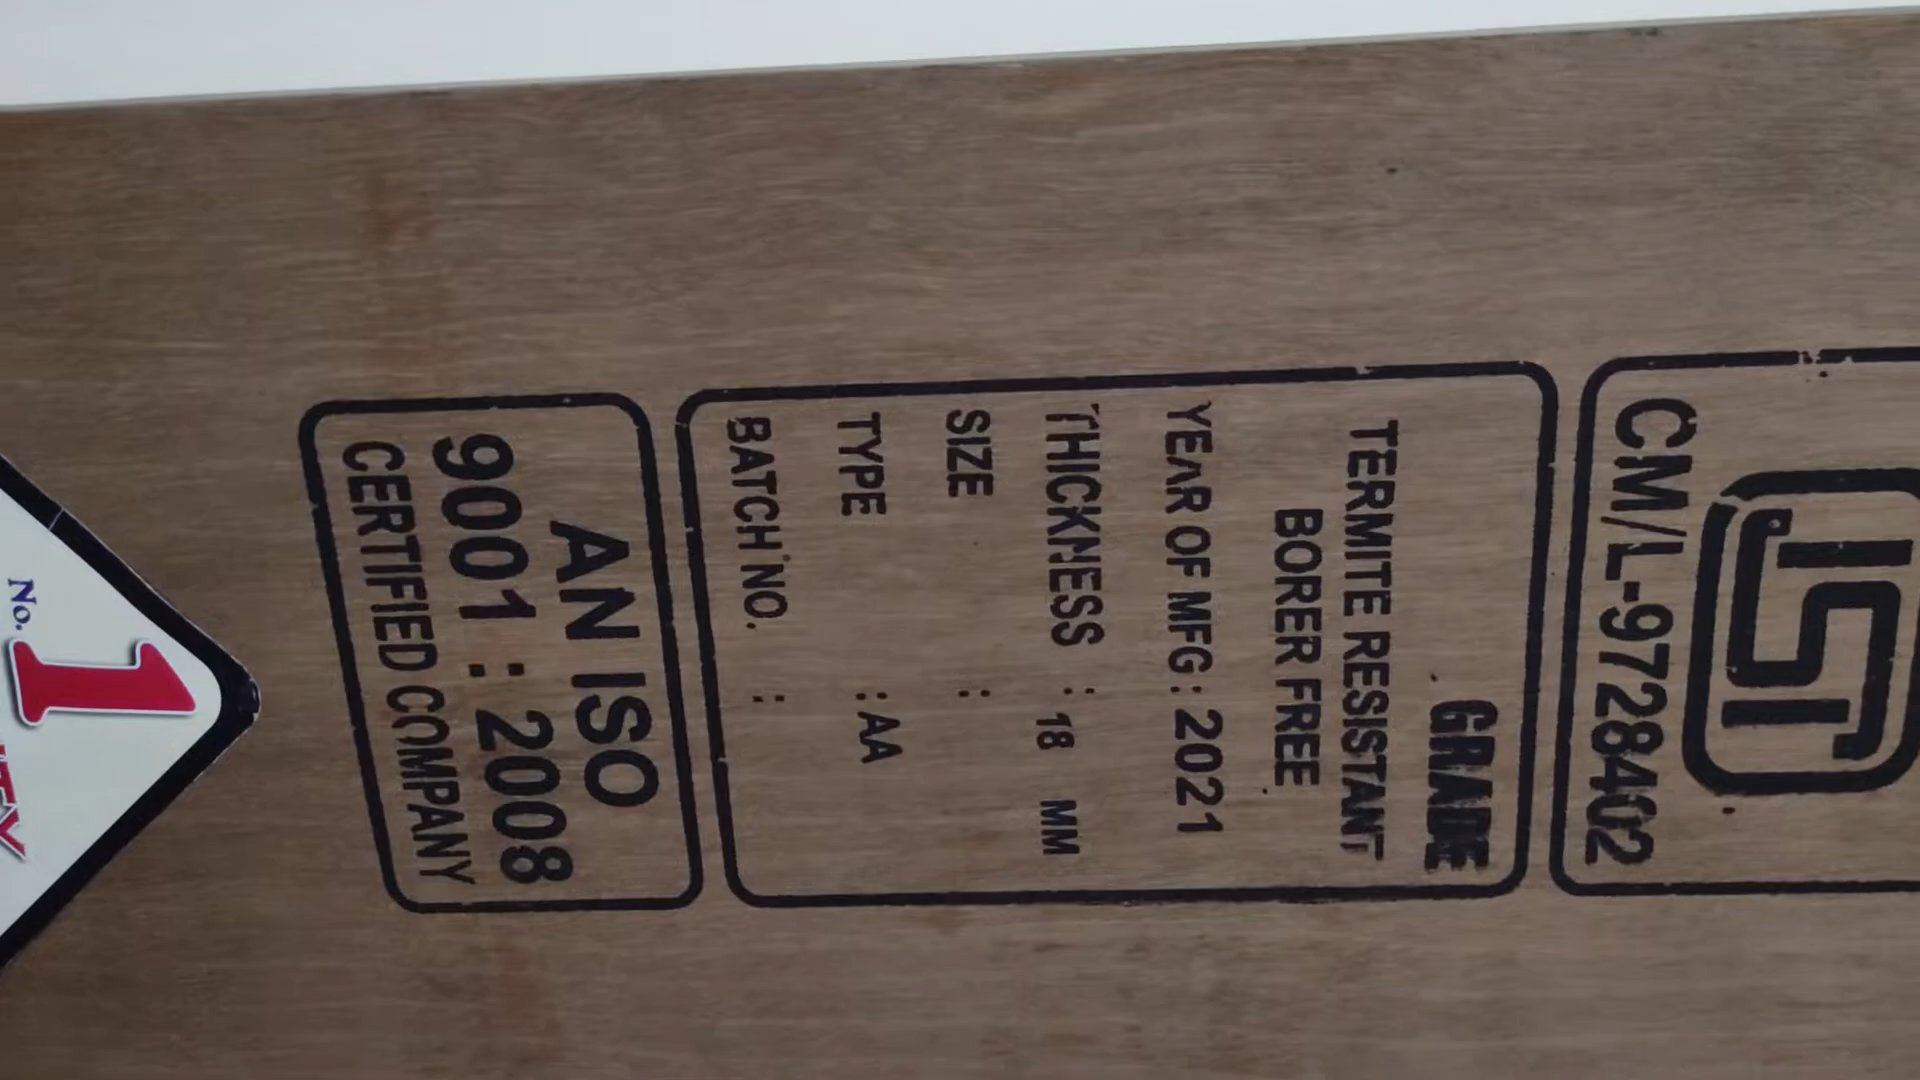 CM/L-9728402
GRADE
TERMITE RESISTANT
BORER FREE
YEAR OF MFG : 2021
THICKNESS : 18 MM
SIZE :
TYPE : AA
BATCH NO. :
AN ISO
9001 : 2008
CERTIFIED COMPANY
No. 1